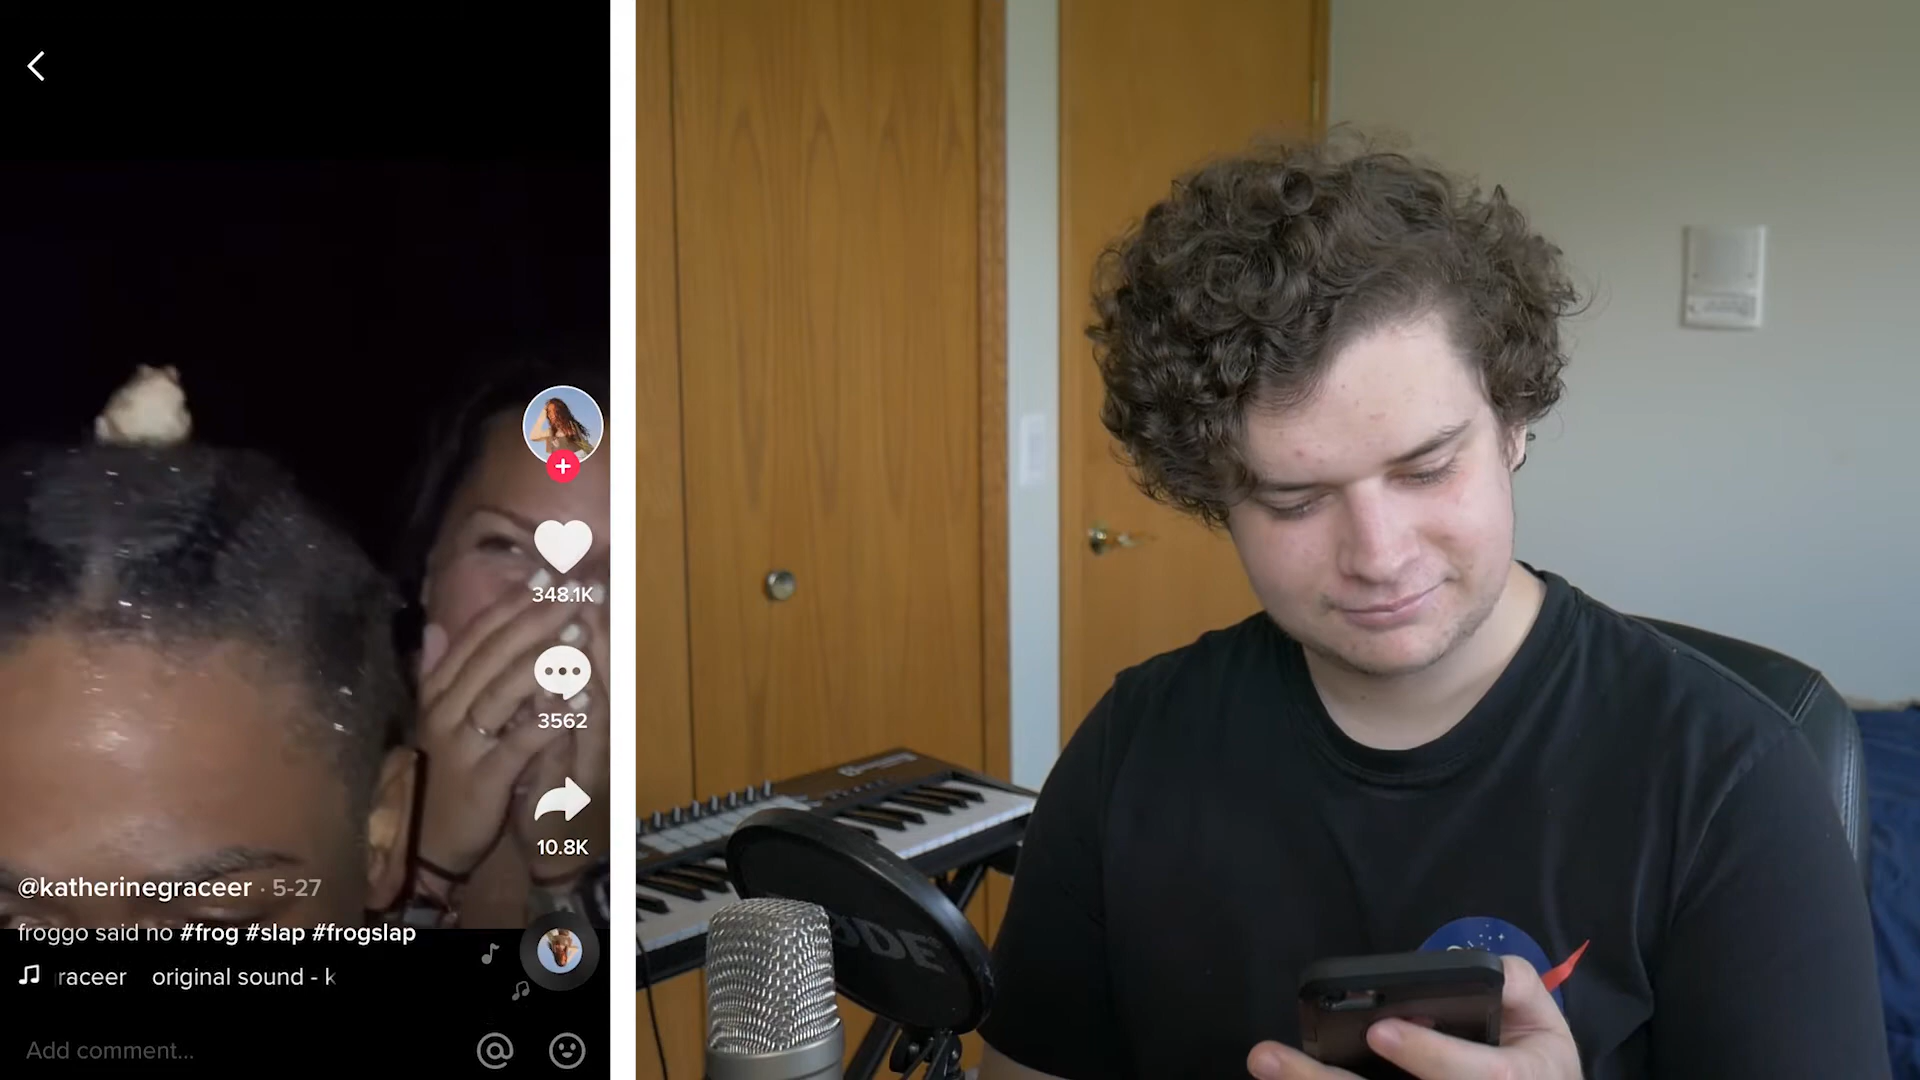 348.1K
3562
10.8K
@katherinegraceer · 5-27
froggo said no #frog #slap #frogslap
raceer original sound - k
Add comment...